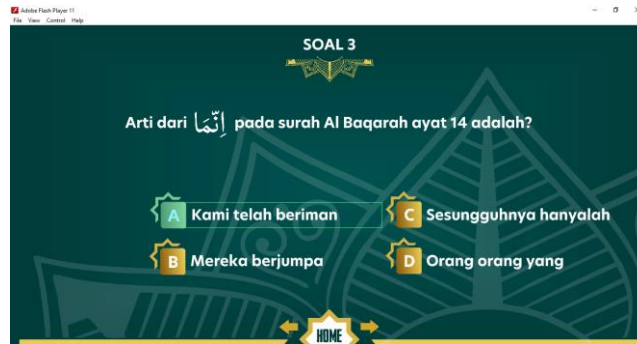 Adobe Flash Player 11
File View Control Help
SOAL 3
Arti dari اِنَّمَا pada surah Al Baqarah ayat 14 adalah?
A Kami telah beriman
B Mereka berjumpa
C Sesungguhnya hanyalah
D Orang orang yang
HOME